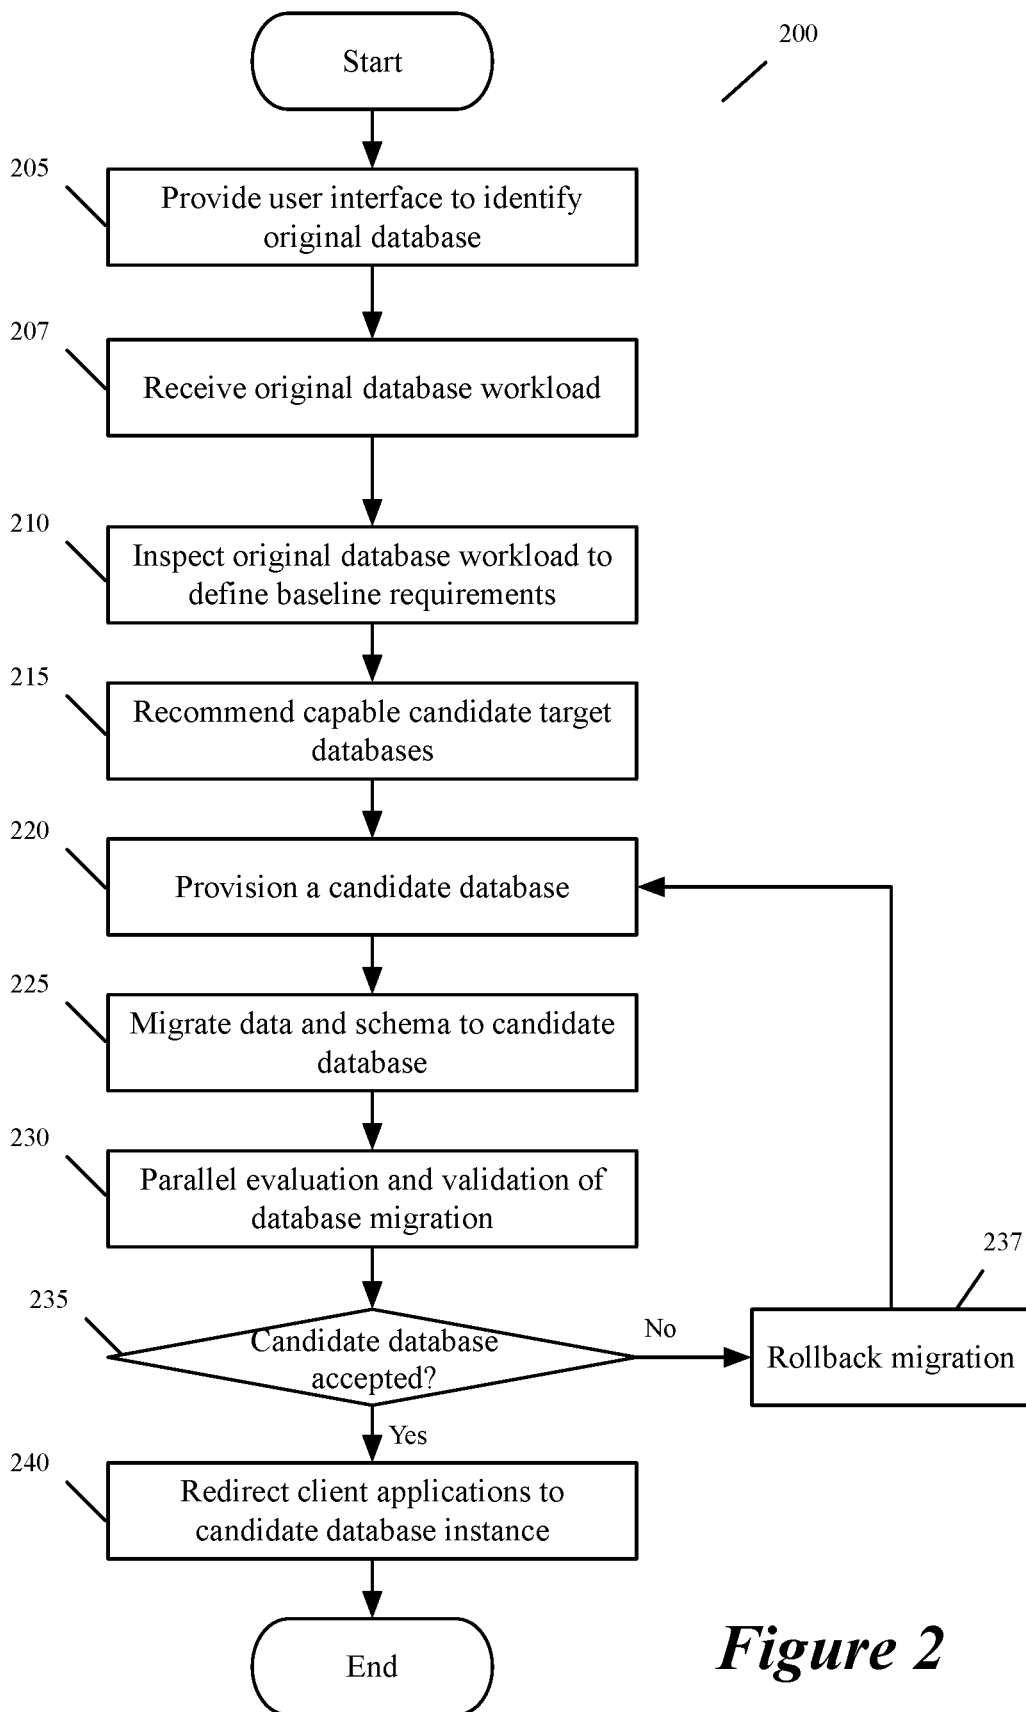 200
Start
205
Provide user interface to identify
original database
207
Receive original database workload
210
Inspect original database workload to
define baseline requirements
215
Recommend capable candidate target
databases
220
Provision a candidate database
225
Migrate data and schema to candidate
database
230
Parallel evaluation and validation of
database migration
235
Candidate database
accepted?
No
237
Rollback migration
Yes
240
Redirect client applications to
candidate database instance
End
Figure 2